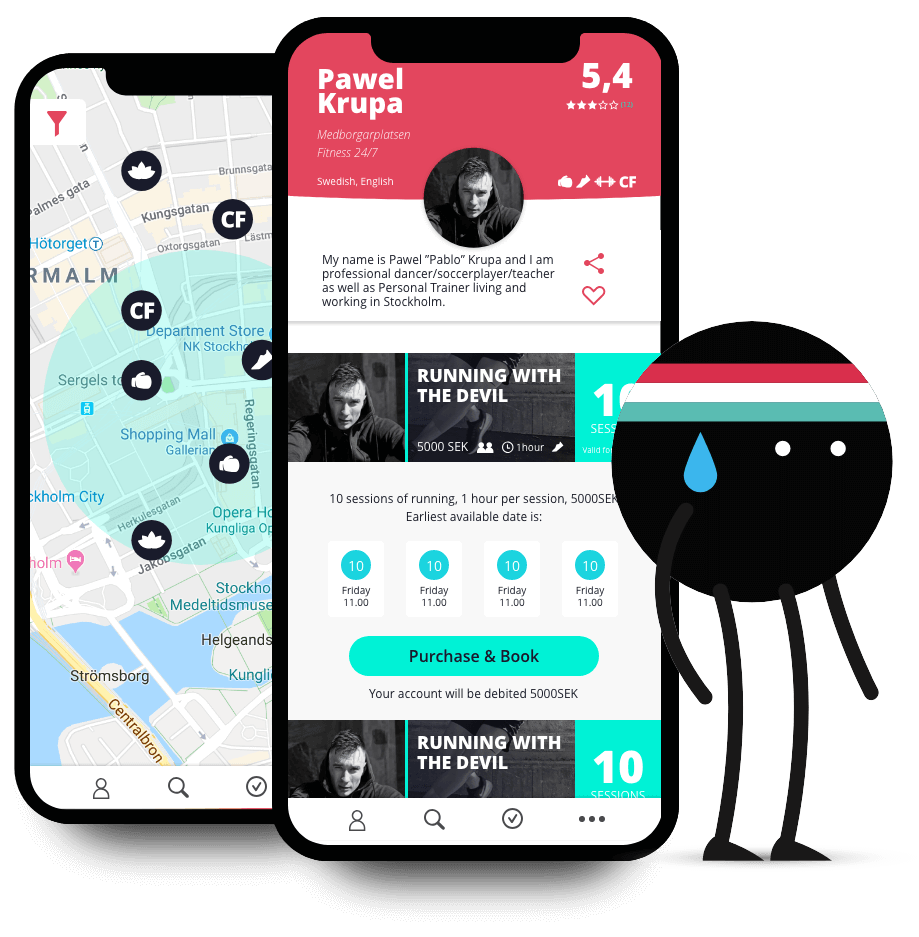 Palmes gata
Brunnsgatan
Kungsgatan
CF
Hötorget
T
Oxtorgsgatan
Lästm
RMALM
CF
Department Store
NK Stockho
Sergels to
Regeringsgatan
Shopping Mall
Gallerian
ckholm City
Herkulesgatan
Opera Ho
Kungliga Op
Jakobsgatan
holm
Stockho
Medeltidsmuse
Helgeands
Kunglig
Strömsborg
Centralbron
Pawel
Krupa
5,4
Medborgarplatsen
Fitness 24/7
Swedish, English
CF
My name is Pawel ”Pablo” Krupa and I am
professional dancer/soccerplayer/teacher
as well as Personal Trainer living and
working in Stockholm.
RUNNING WITH
THE DEVIL
5000 SEK
1hour
10
SESS
Valid fo
10 sessions of running, 1 hour per session, 5000SEK
Earliest available date is:
10
Friday
11.00
10
Friday
11.00
10
Friday
11.00
10
Friday
11.00
Purchase & Book
Your account will be debited 5000SEK
RUNNING WITH
THE DEVIL
10
SESSIONS